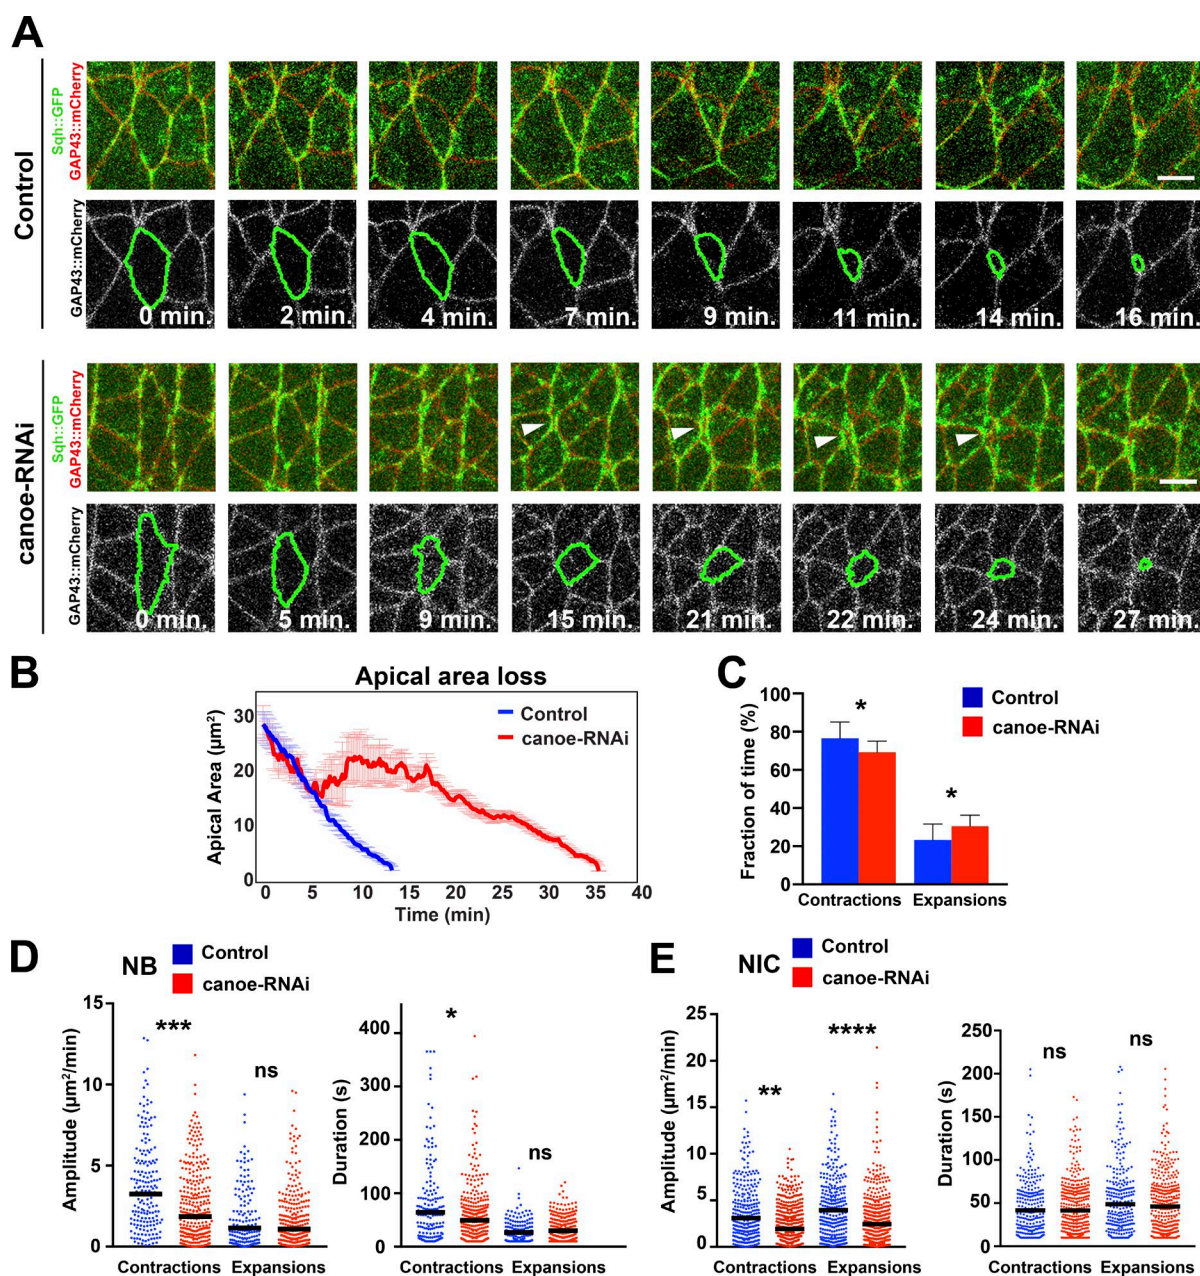 A
Control
Sqh::GFP
GAP43::mCherry
GAP43::mCherry
0 min.
2 min.
4 min.
7 min.
9 min.
11 min.
14 min.
16 min.
canoe-RNAi
Sqh::GFP
GAP43::mCherry
GAP43::mCherry
0 min.
5 min.
9 min.
15 min.
21 min.
22 min.
24 min.
27 min.
B
Apical area loss
Control
canoe-RNAi
Apical Area (μm²)
30
20
10
0
0 5 10 15 20 25 30 35 40
Time (min)
C
Control
canoe-RNAi
Fraction of time (%)
100
80
60
40
20
0
*
*
Contractions Expansions
D
NB
Control
canoe-RNAi
Amplitude (μm²/min)
15
10
5
0
***
ns
Contractions Expansions
Duration (s)
400
300
200
100
0
*
ns
Contractions Expansions
E
NIC
Control
canoe-RNAi
Amplitude (μm²/min)
25
20
15
10
5
0
**
****
Contractions Expansions
Duration (s)
250
200
150
100
50
0
ns
ns
Contractions Expansions